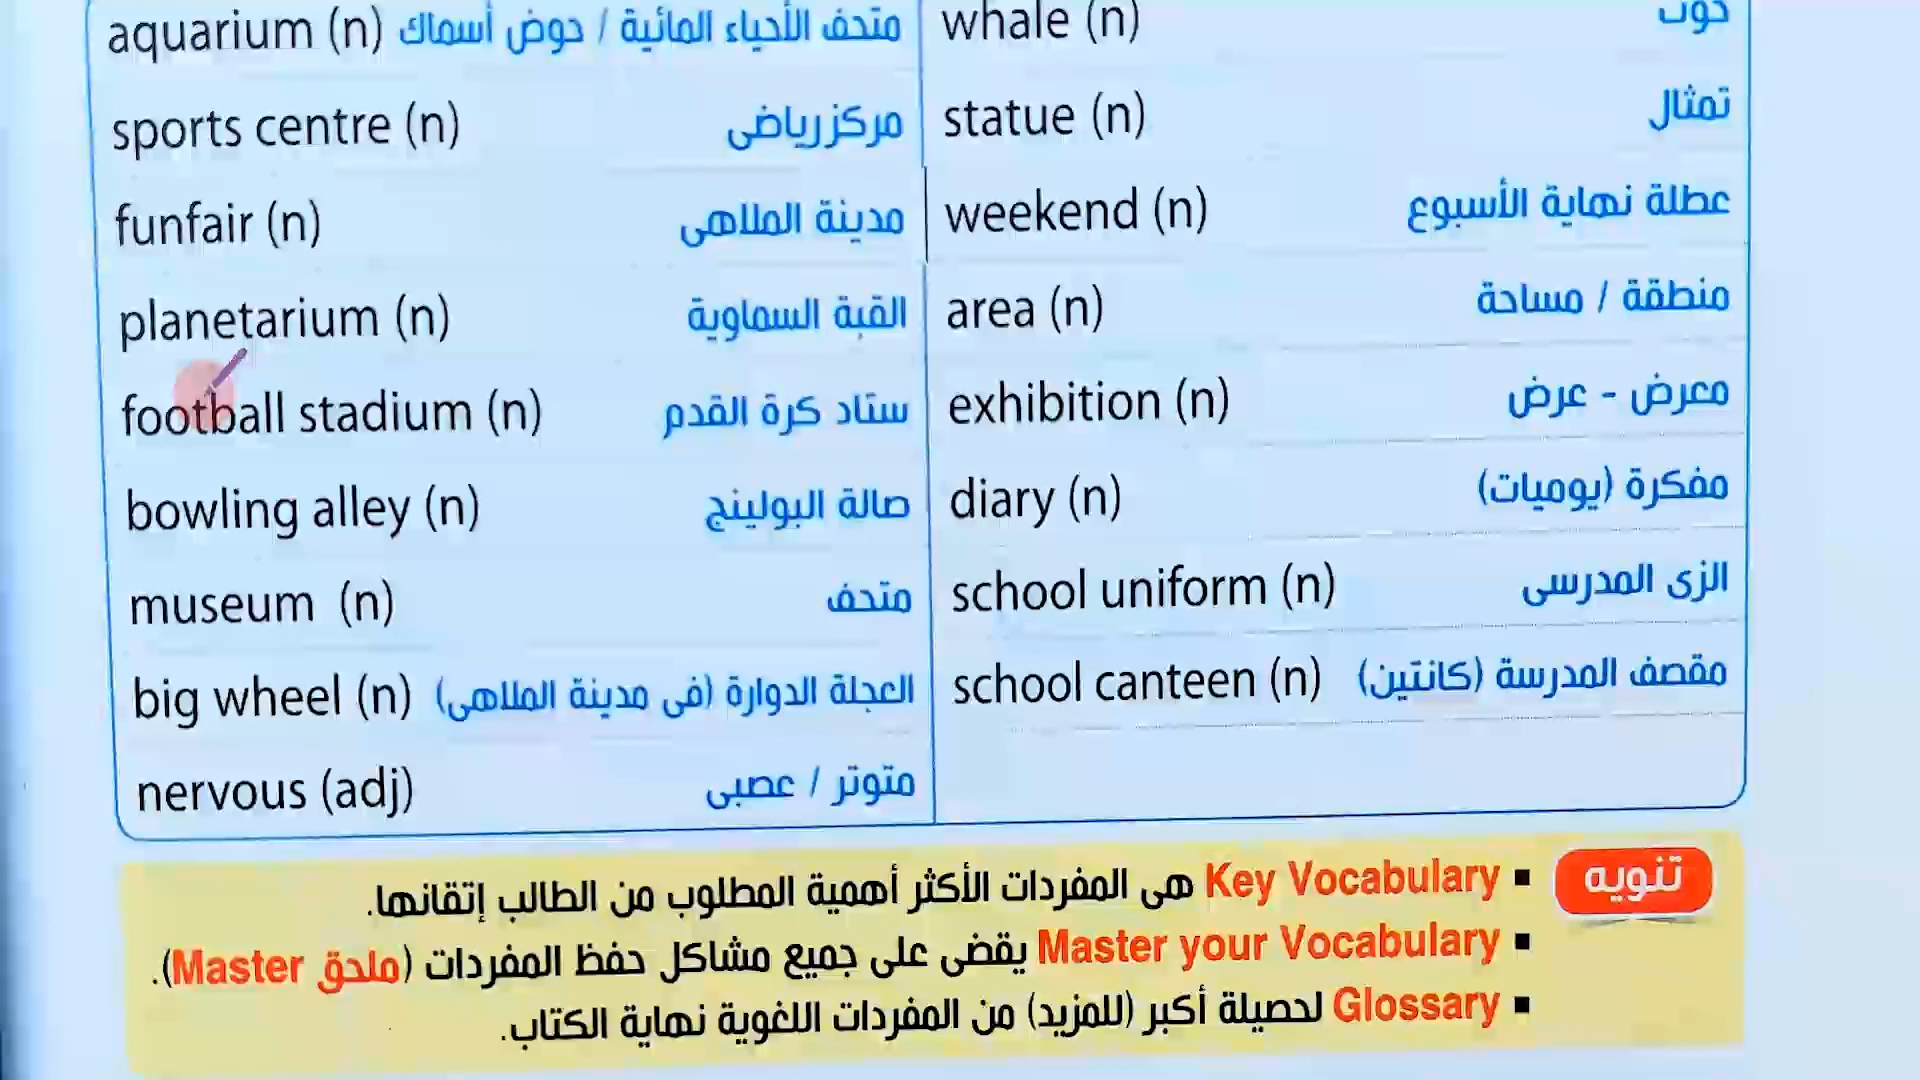 aquarium (n) متحف الأحياء المائية / حوض أسماك
sports centre (n) مركز رياضى
funfair (n) مدينة الملاهى
planetarium (n) القبة السماوية
football stadium (n) ستاد كرة القدم
bowling alley (n) صالة البولينج
museum (n) متحف
big wheel (n) العجلة الدوارة (فى مدينة الملاهى)
nervous (adj) متوتر / عصبى
whale (n) حوت
statue (n) تمثال
weekend (n) عطلة نهاية الأسبوع
area (n) منطقة / مساحة
exhibition (n) معرض - عرض
diary (n) مفكرة (يوميات)
school uniform (n) الزى المدرسى
school canteen (n) مقصف المدرسة (كانتين)
تنويه
▪ Key Vocabulary هى المفردات الأكثر أهمية المطلوب من الطالب إتقانها.
▪ Master your Vocabulary يقضى على جميع مشاكل حفظ المفردات (ملحق Master).
▪ Glossary لحصيلة أكبر (للمزيد) من المفردات اللغوية نهاية الكتاب.